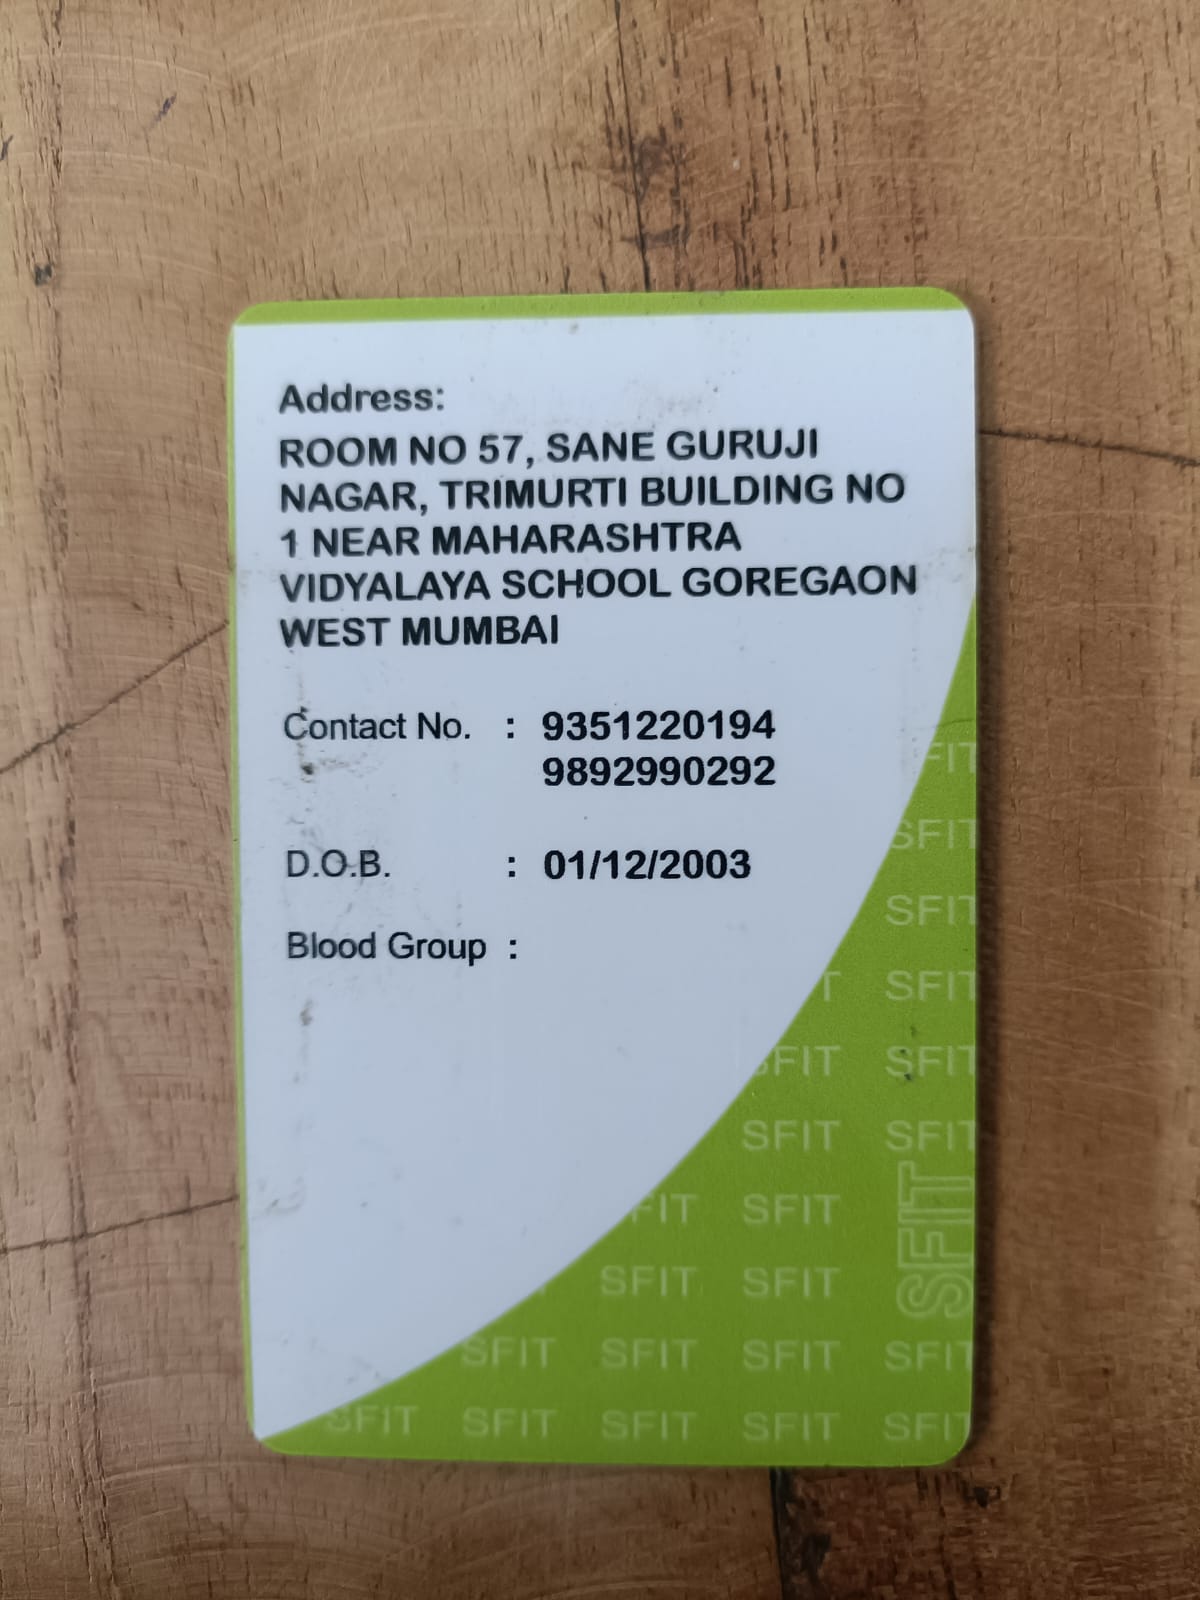 Address:
ROOM NO 57, SANE GURUJI
NAGAR, TRIMURTI BUILDING NO
1 NEAR MAHARASHTRA
VIDYALAYA SCHOOL GOREGAON
WEST MUMBAI
Contact No. : 9351220194
9892990292
D.O.B. : 01/12/2003
Blood Group :
SFIT
SFIT
SFIT
SFIT
SFIT SFIT
SFIT SFIT
SFIT SFIT
SFIT
SFIT SFIT
SFIT SFIT SFIT SFIT
SFIT SFIT SFIT SFIT SFIT